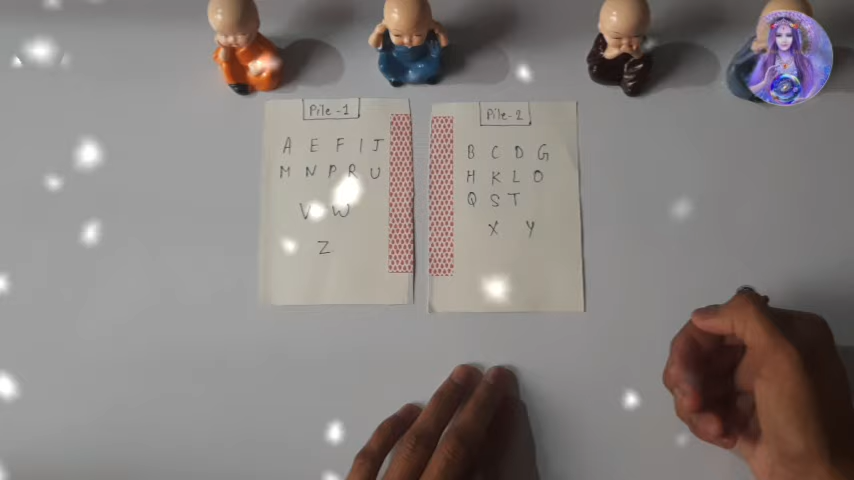 Pile-1
A E F I J
M N P R U
V W
Z
Pile-2
B C D G
H K L O
Q S T
X Y